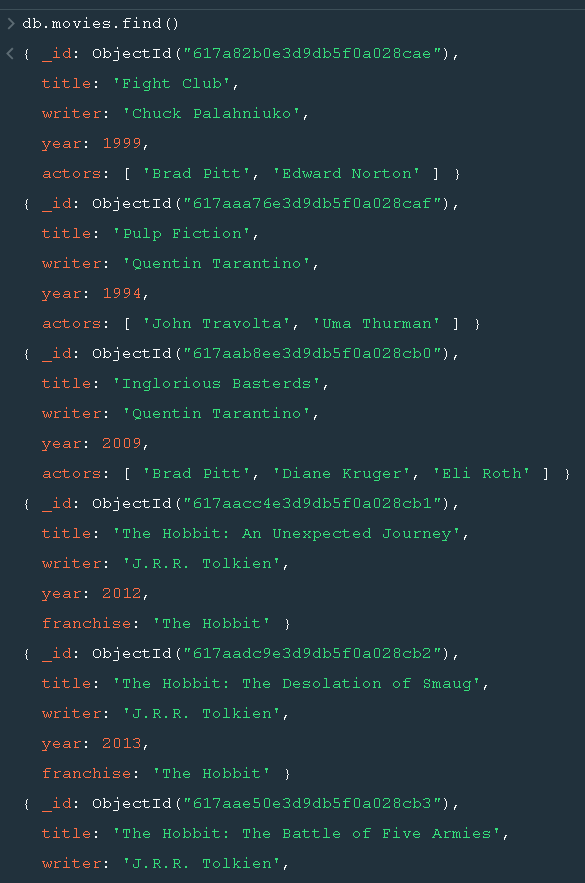 db.movies.find()
{ _id: ObjectId("617a82b0e3d9db5f0a028cae"),
title: 'Fight Club',
writer: 'Chuck Palahniuko',
year: 1999,
actors: [ 'Brad Pitt', 'Edward Norton' ] }
{ _id: ObjectId("617aaa76e3d9db5f0a028caf"),
title: 'Pulp Fiction',
writer: 'Quentin Tarantino',
year: 1994,
actors: [ 'John Travolta', 'Uma Thurman' ] }
{ _id: ObjectId("617aab8ee3d9db5f0a028cb0"),
title: 'Inglorious Basterds',
writer: 'Quentin Tarantino',
year: 2009,
actors: [ 'Brad Pitt', 'Diane Kruger', 'Eli Roth' ] }
{ _id: ObjectId("617aacc4e3d9db5f0a028cb1"),
title: 'The Hobbit: An Unexpected Journey',
writer: 'J.R.R. Tolkien',
year: 2012,
franchise: 'The Hobbit' }
{ _id: ObjectId("617aadc9e3d9db5f0a028cb2"),
title: 'The Hobbit: The Desolation of Smaug',
writer: 'J.R.R. Tolkien',
year: 2013,
franchise: 'The Hobbit' }
{ _id: ObjectId("617aae50e3d9db5f0a028cb3"),
title: 'The Hobbit: The Battle of Five Armies',
writer: 'J.R.R. Tolkien',